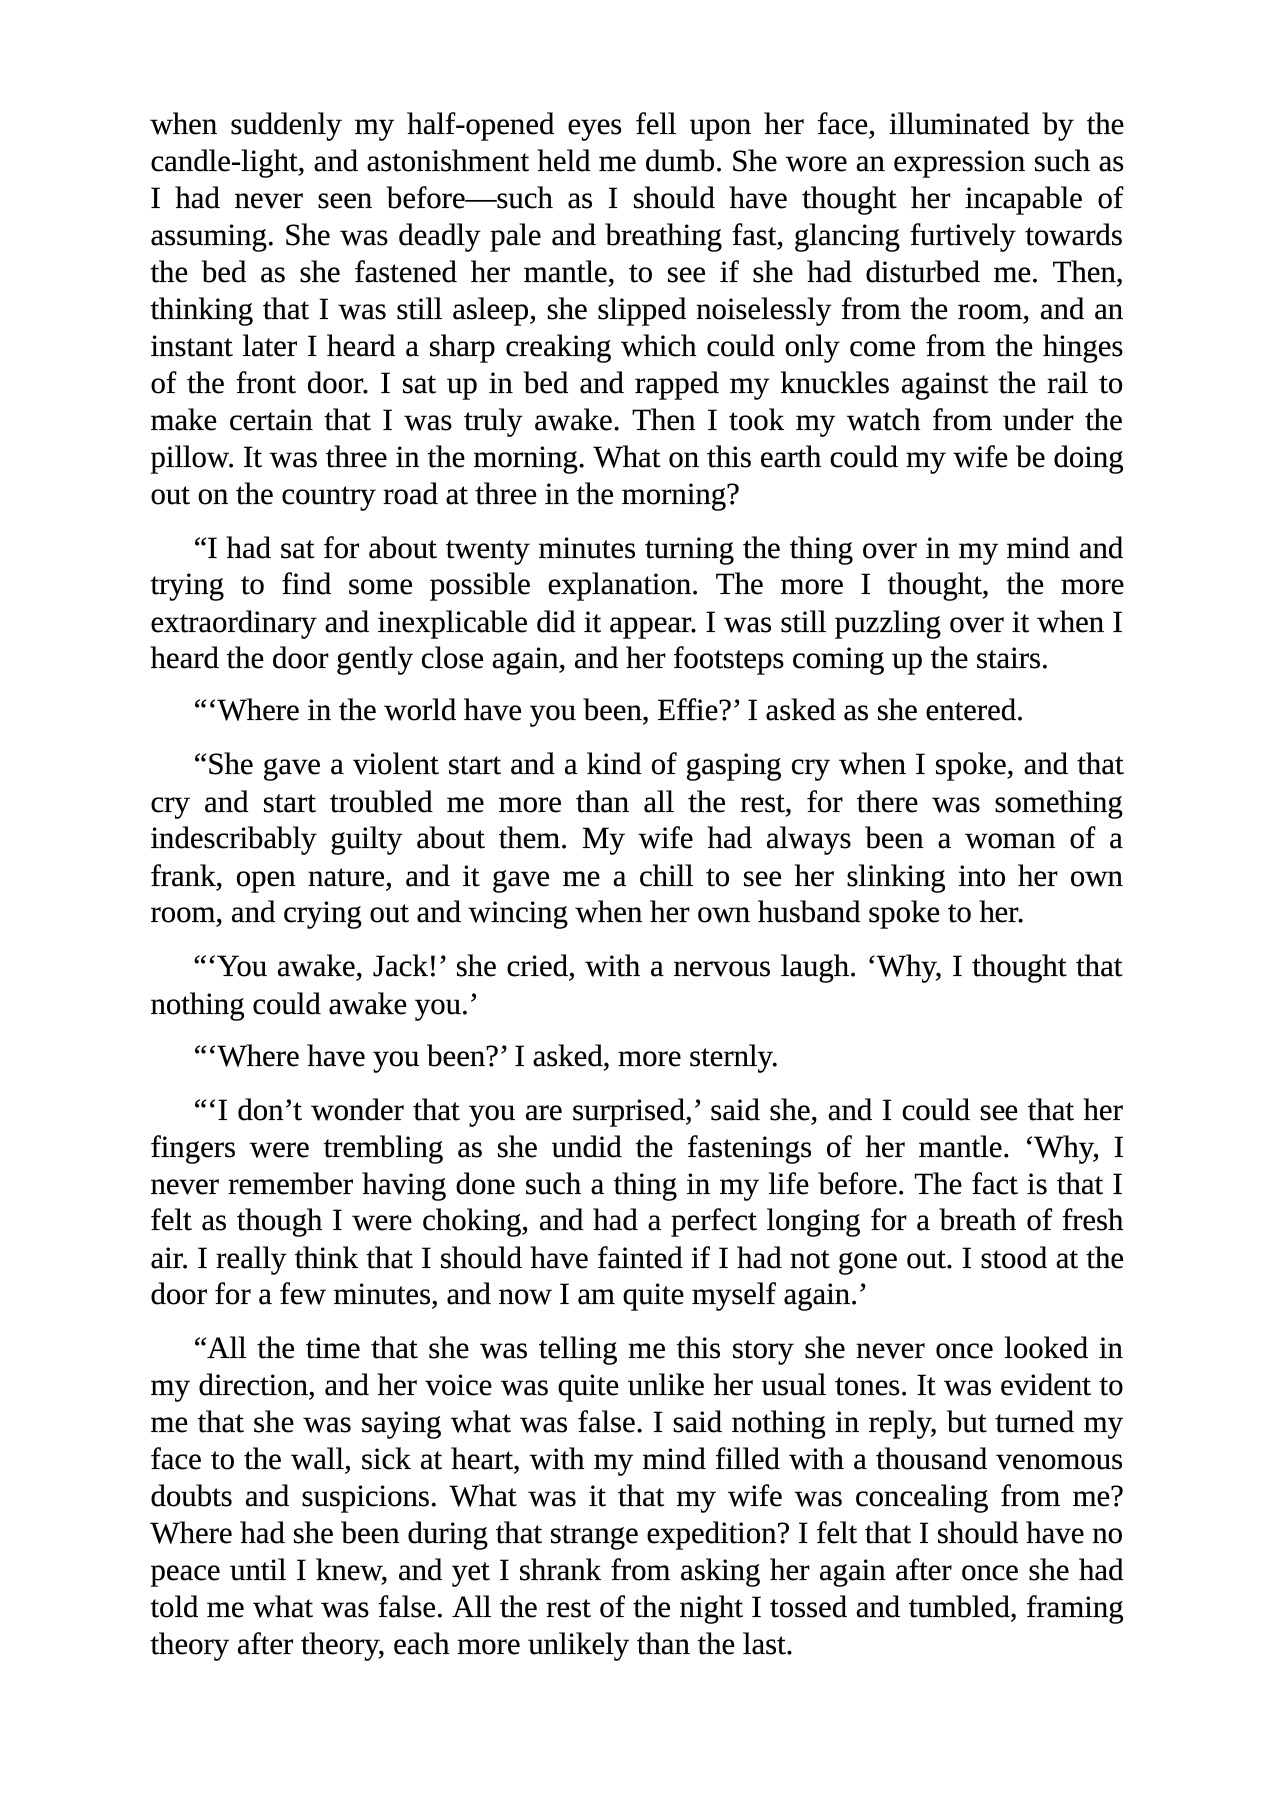 when suddenly my half-opened eyes fell upon her face, illuminated by the
candle-light, and astonishment held me dumb. She wore an expression such as
I had never seen before—such as I should have thought her incapable of
assuming. She was deadly pale and breathing fast, glancing furtively towards
the bed as she fastened her mantle, to see if she had disturbed me. Then,
thinking that I was still asleep, she slipped noiselessly from the room, and an
instant later I heard a sharp creaking which could only come from the hinges
of the front door. I sat up in bed and rapped my knuckles against the rail to
make certain that I was truly awake. Then I took my watch from under the
pillow. It was three in the morning. What on this earth could my wife be doing
out on the country road at three in the morning?
“I had sat for about twenty minutes turning the thing over in my mind and
trying to find some possible explanation. The more I thought, the more
extraordinary and inexplicable did it appear. I was still puzzling over it when I
heard the door gently close again, and her footsteps coming up the stairs.
“‘Where in the world have you been, Effie?’ I asked as she entered.
“She gave a violent start and a kind of gasping cry when I spoke, and that
cry and start troubled me more than all the rest, for there was something
indescribably guilty about them. My wife had always been a woman of a
frank, open nature, and it gave me a chill to see her slinking into her own
room, and crying out and wincing when her own husband spoke to her.
“‘You awake, Jack!’ she cried, with a nervous laugh. ‘Why, I thought that
nothing could awake you.’
“‘Where have you been?’ I asked, more sternly.
“‘I don’t wonder that you are surprised,’ said she, and I could see that her
fingers were trembling as she undid the fastenings of her mantle. ‘Why, I
never remember having done such a thing in my life before. The fact is that I
felt as though I were choking, and had a perfect longing for a breath of fresh
air. I really think that I should have fainted if I had not gone out. I stood at the
door for a few minutes, and now I am quite myself again.’
“All the time that she was telling me this story she never once looked in
my direction, and her voice was quite unlike her usual tones. It was evident to
me that she was saying what was false. I said nothing in reply, but turned my
face to the wall, sick at heart, with my mind filled with a thousand venomous
doubts and suspicions. What was it that my wife was concealing from me?
Where had she been during that strange expedition? I felt that I should have no
peace until I knew, and yet I shrank from asking her again after once she had
told me what was false. All the rest of the night I tossed and tumbled, framing
theory after theory, each more unlikely than the last.